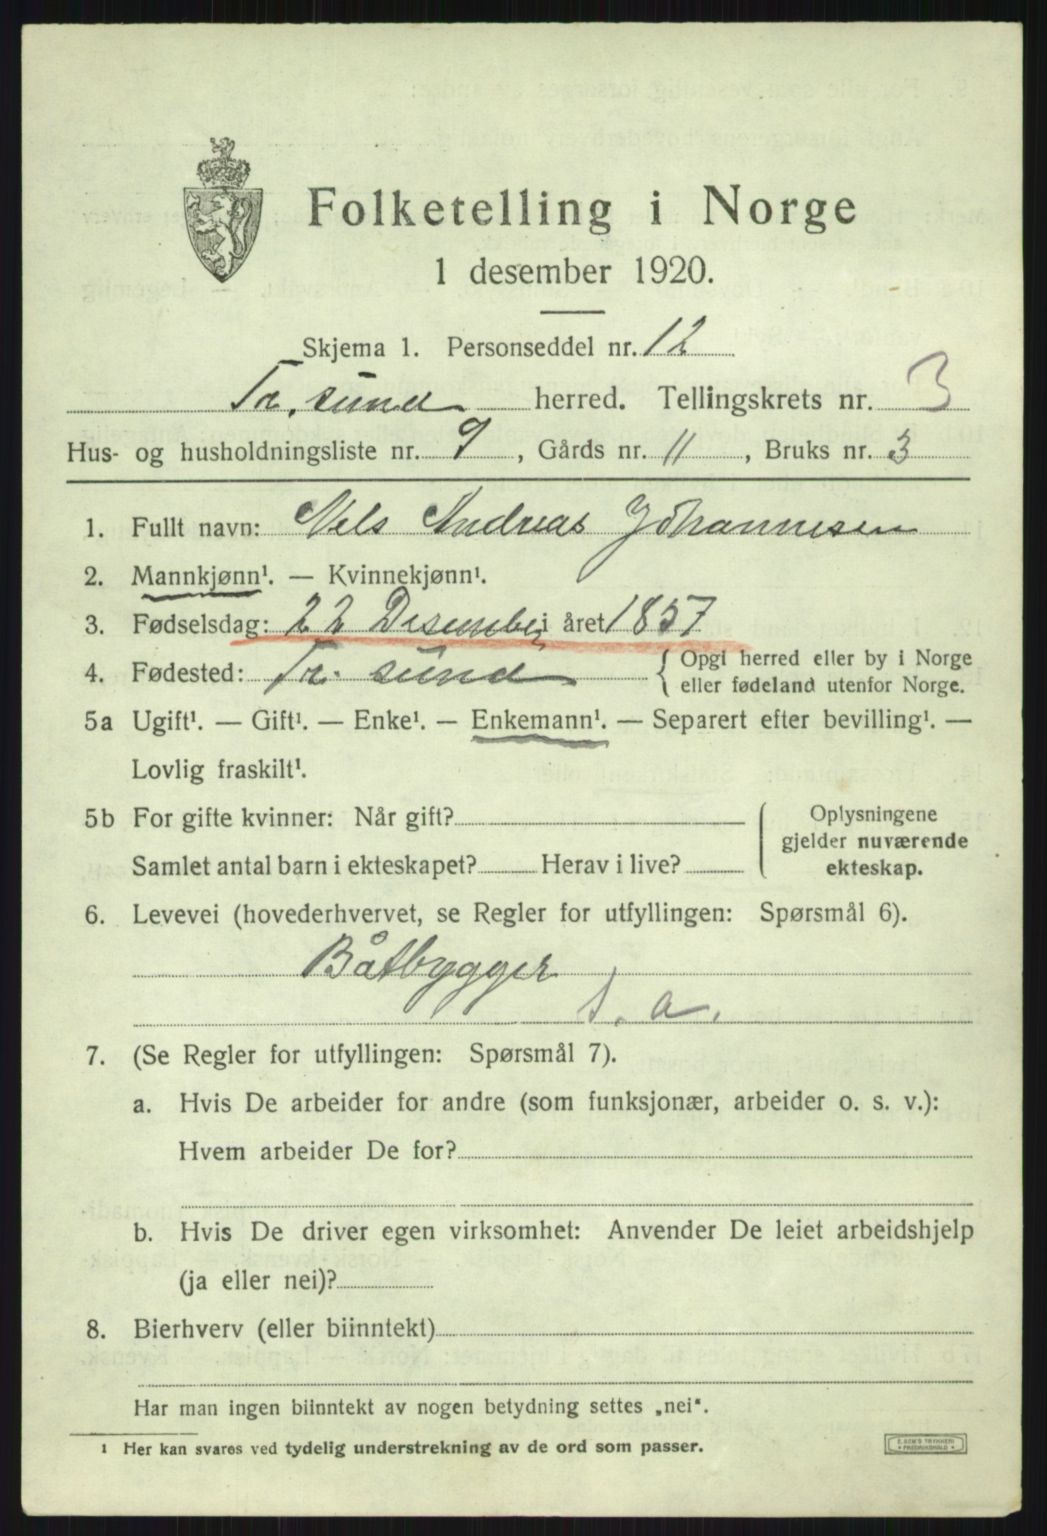 Folketelling i Norge
1 desember 1920.
Skjema 1. Personseddel nr. 12
Tr. sund herred. Tellingskrets nr. 3
Hus- og husholdningsliste nr. 9, Gårds nr. 11, Bruks nr. 3
1. Fullt navn: Nels Andreas Johannesen
2. Mannkjønn¹. — Kvinnekjønn¹.
3. Fødselsdag: 22 Desember i året 1857
4. Fødested: Tr. sund { Opgi herred eller by i Norge
eller fødeland utenfor Norge.
5a Ugift¹. — Gift¹. — Enke¹. — Enkemann¹. — Separert efter bevilling¹. —
Lovlig fraskilt¹.
5b For gifte kvinner: Når gift? { Oplysningene
gjelder nuværende
Samlet antal barn i ekteskapet? Herav i live? ekteskap.
6. Levevei (hovederhvervet, se Regler for utfyllingen: Spørsmål 6).
Båtbygger
s. a.
7. (Se Regler for utfyllingen: Spørsmål 7).
a. Hvis De arbeider for andre (som funksjonær, arbeider o. s. v.):
Hvem arbeider De for?
b. Hvis De driver egen virksomhet: Anvender De leiet arbeidshjelp
(ja eller nei)?
8. Bierhverv (eller biinntekt)
Har man ingen biinntekt av nogen betydning settes „nei“.
¹ Her kan svares ved tydelig understrekning av de ord som passer.
E. SEM'S TRYKKERI
FREDRIKSHALD